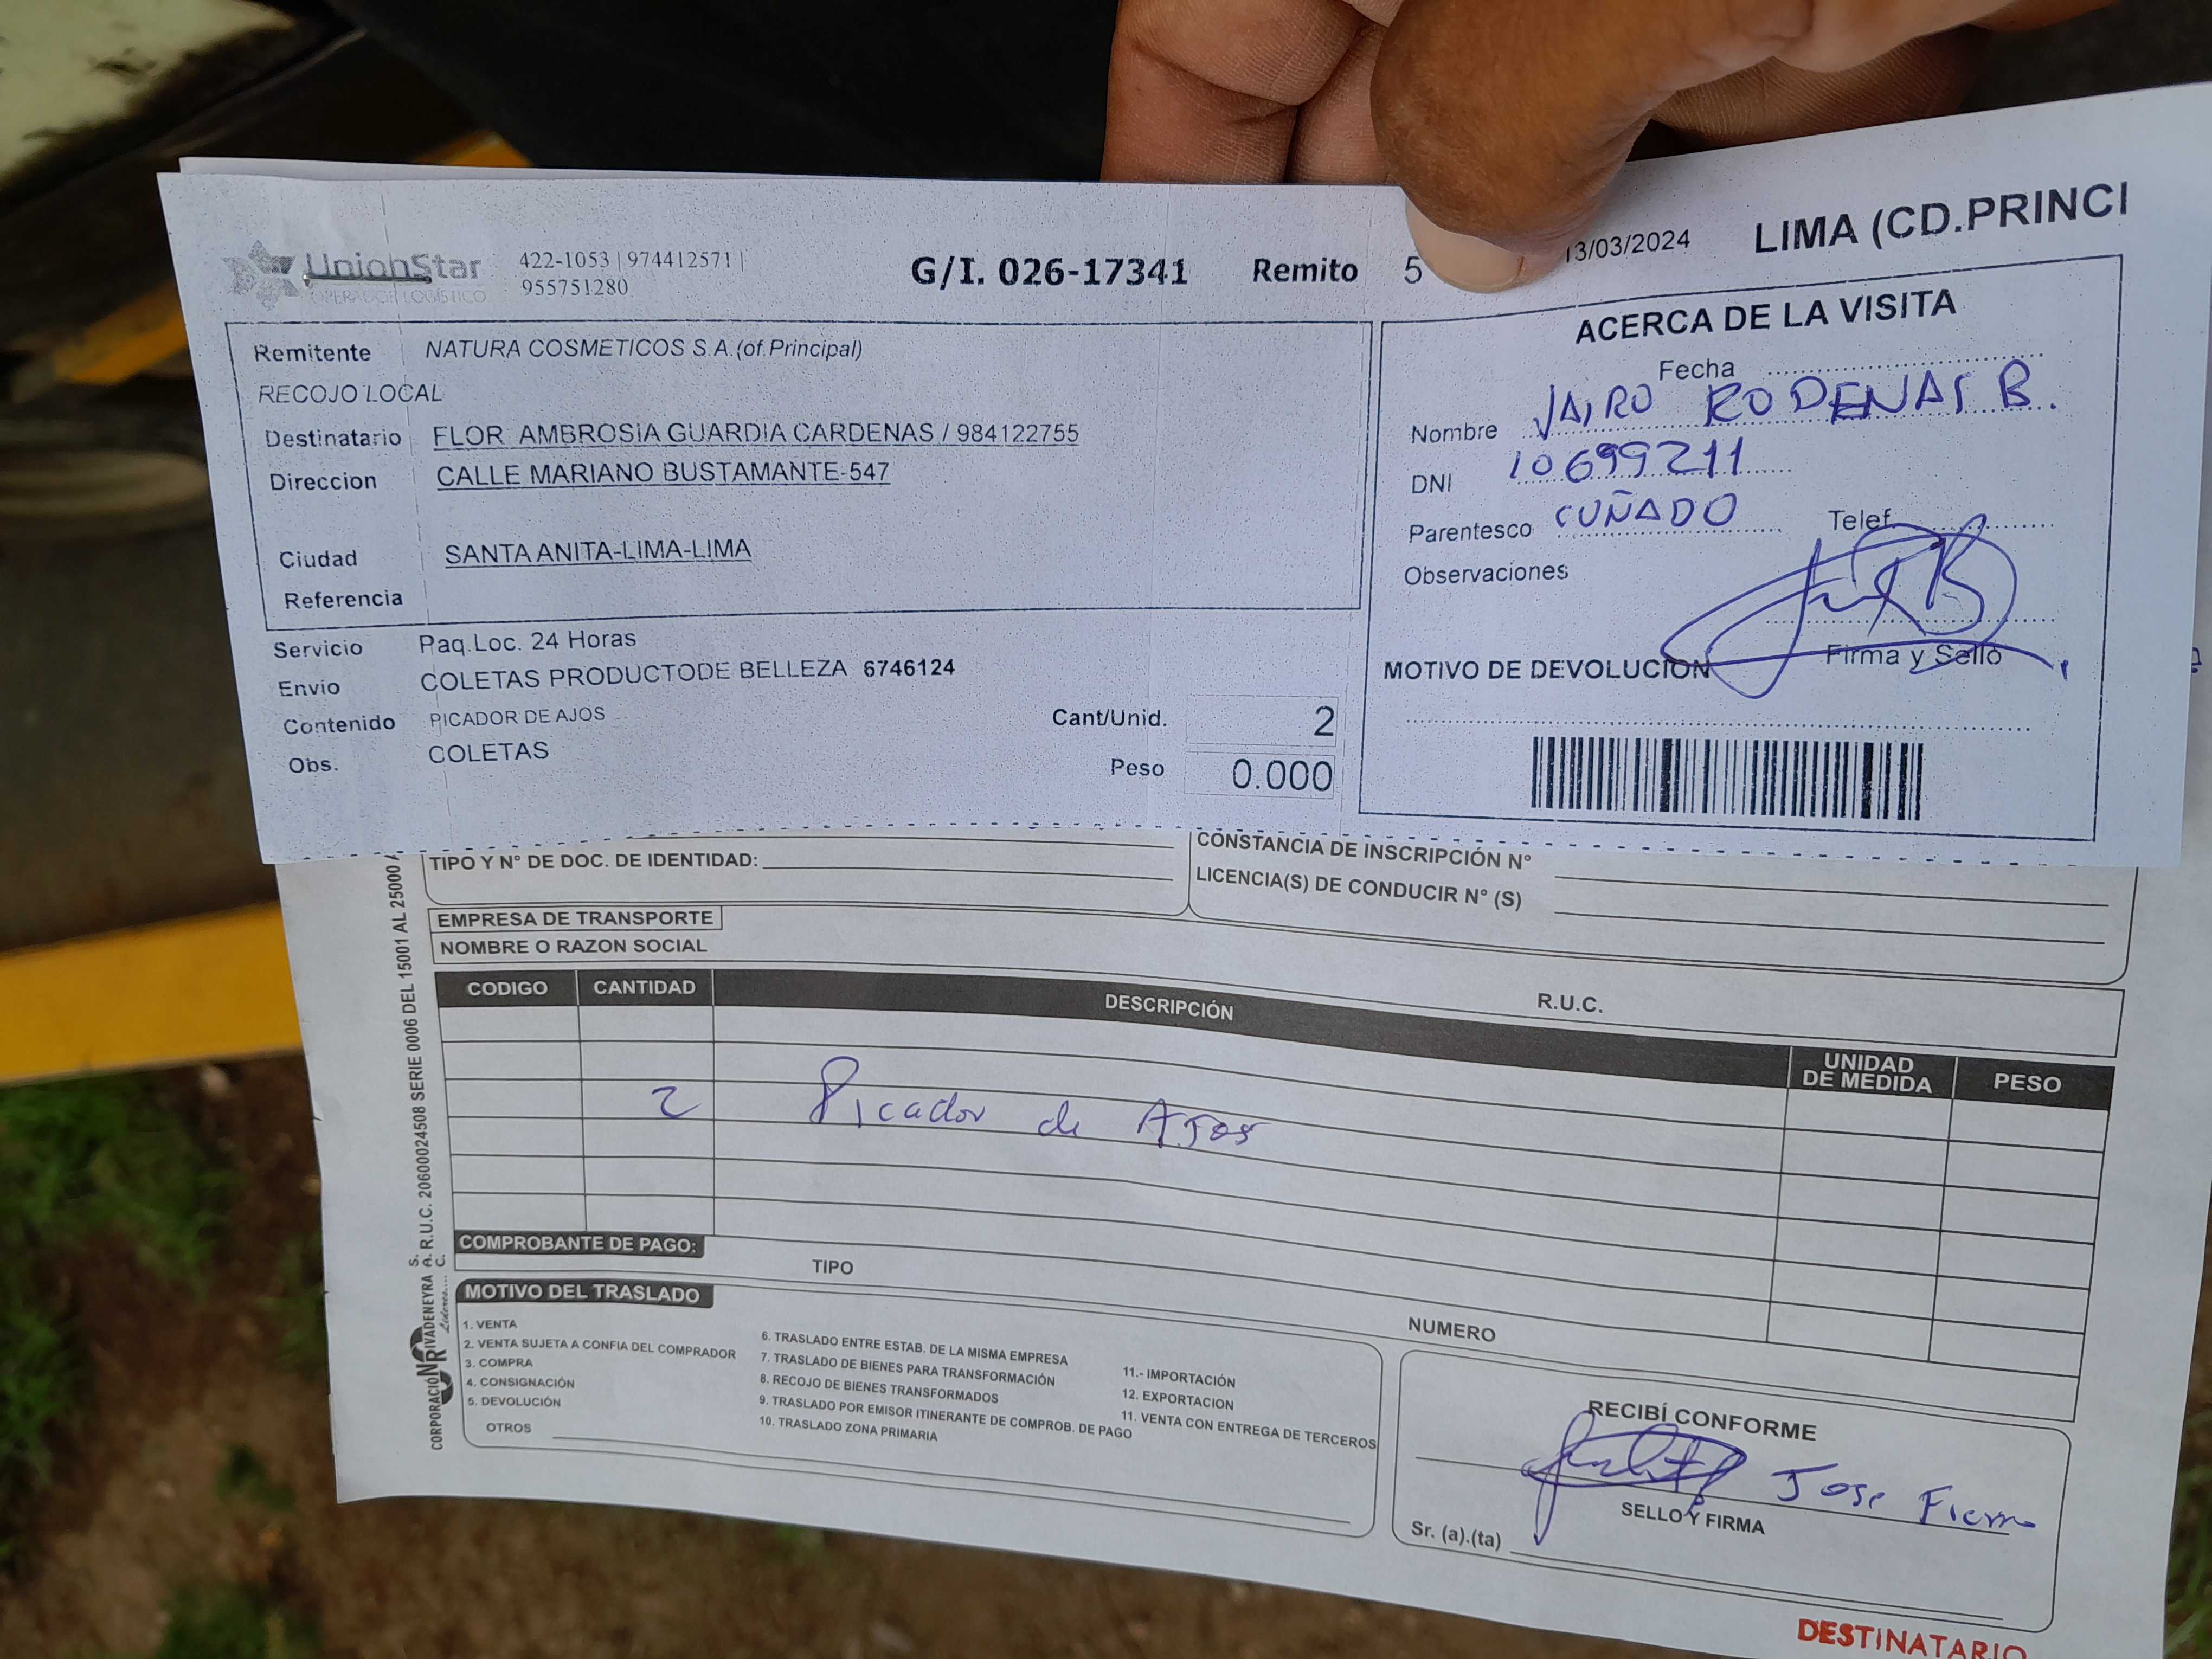 UnionStar
OPERADOR LOGÍSTICO
422-1053 | 974412571 |
955751280
G/I. 026-17341
Remito 5
13/03/2024
LIMA (CD.PRINCI
Remitente NATURA COSMETICOS S.A.(of.Principal)
RECOJO LOCAL
Destinatario FLOR AMBROSIA GUARDIA CARDENAS / 984122755
Direccion CALLE MARIANO BUSTAMANTE-547
Ciudad SANTA ANITA-LIMA-LIMA
Referencia
Servicio Paq.Loc. 24 Horas
Envio COLETAS PRODUCTODE BELLEZA 6746124
Contenido PICADOR DE AJOS
Cant/Unid. 2
Obs. COLETAS
Peso 0.000
ACERCA DE LA VISITA
Fecha
Nombre JAIRO RODENAS B.
DNI 10699211
Parentesco CUÑADO Telef.
Observaciones
Firma y Sello
MOTIVO DE DEVOLUCION
TIPO Y N° DE DOC. DE IDENTIDAD:
CONSTANCIA DE INSCRIPCIÓN N°
LICENCIA(S) DE CONDUCIR N° (S)
EMPRESA DE TRANSPORTE
NOMBRE O RAZON SOCIAL
R.U.C.
CODIGO CANTIDAD DESCRIPCIÓN UNIDAD DE MEDIDA PESO
2 Picador de AJos
COMPROBANTE DE PAGO:
TIPO
NUMERO
MOTIVO DEL TRASLADO
1. VENTA
2. VENTA SUJETA A CONFIA DEL COMPRADOR
3. COMPRA
4. CONSIGNACIÓN
5. DEVOLUCIÓN
OTROS
6. TRASLADO ENTRE ESTAB. DE LA MISMA EMPRESA
7. TRASLADO DE BIENES PARA TRANSFORMACIÓN
8. RECOJO DE BIENES TRANSFORMADOS
9. TRASLADO POR EMISOR ITINERANTE DE COMPROB. DE PAGO
10. TRASLADO ZONA PRIMARIA
11.- IMPORTACIÓN
12. EXPORTACION
11. VENTA CON ENTREGA DE TERCEROS
RECIBÍ CONFORME
Jose
SELLO Y FIRMA
Sr. (a).(ta)
DESTINATARIO
CORPORACIÓN RIVADENEYRA S.A.C. R.U.C. 20600024508 SERIE 0006 DEL 15001 AL 25000